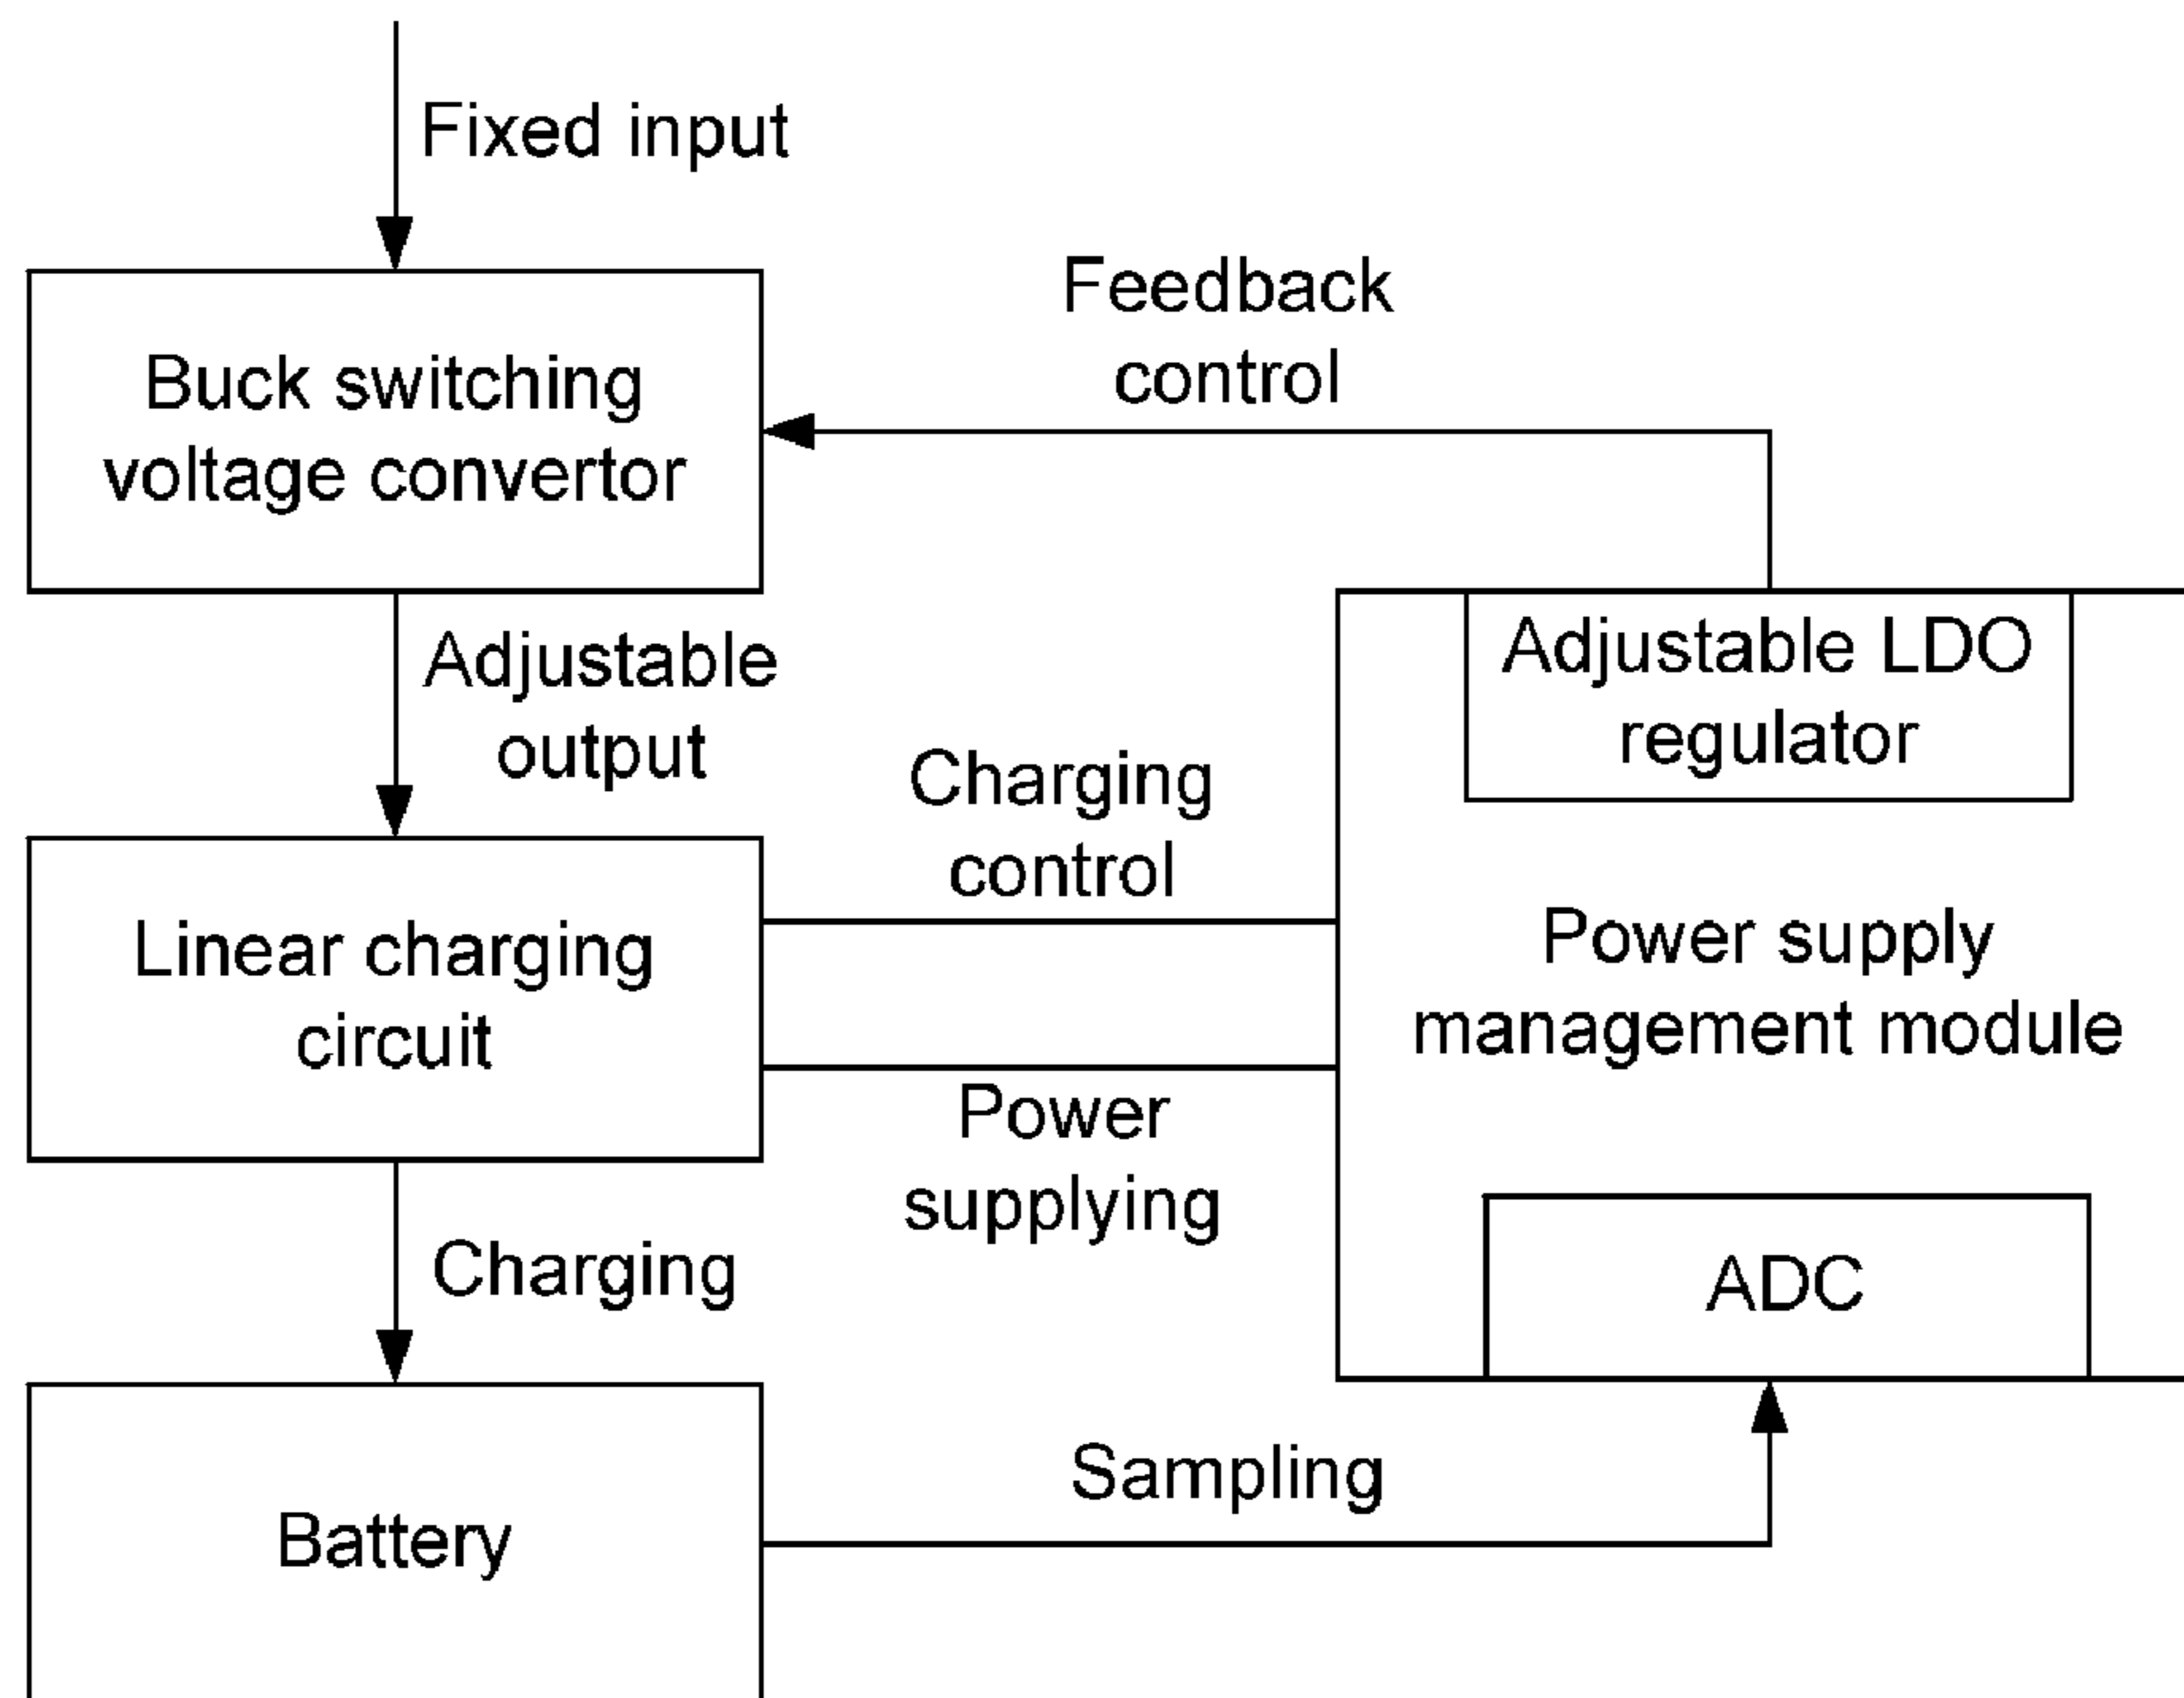 Fixed input
Buck switching
voltage convertor
Feedback
control
Adjustable
output
Adjustable LDO
regulator
Charging
control
Linear charging
circuit
Power supply
management module
Power
supplying
Charging
ADC
Sampling
Battery